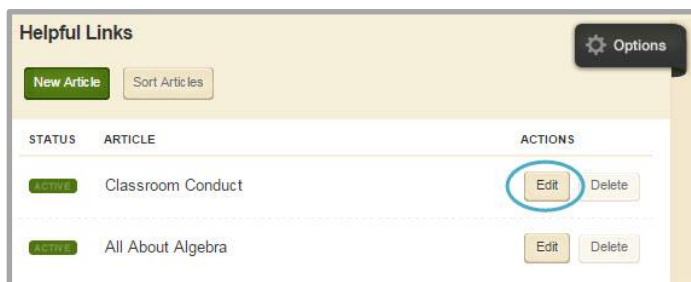 Helpful Links
Options
New Article
Sort Articles
STATUS ARTICLE ACTIONS
ACTIVE Classroom Conduct Edit Delete
ACTIVE All About Algebra Edit Delete